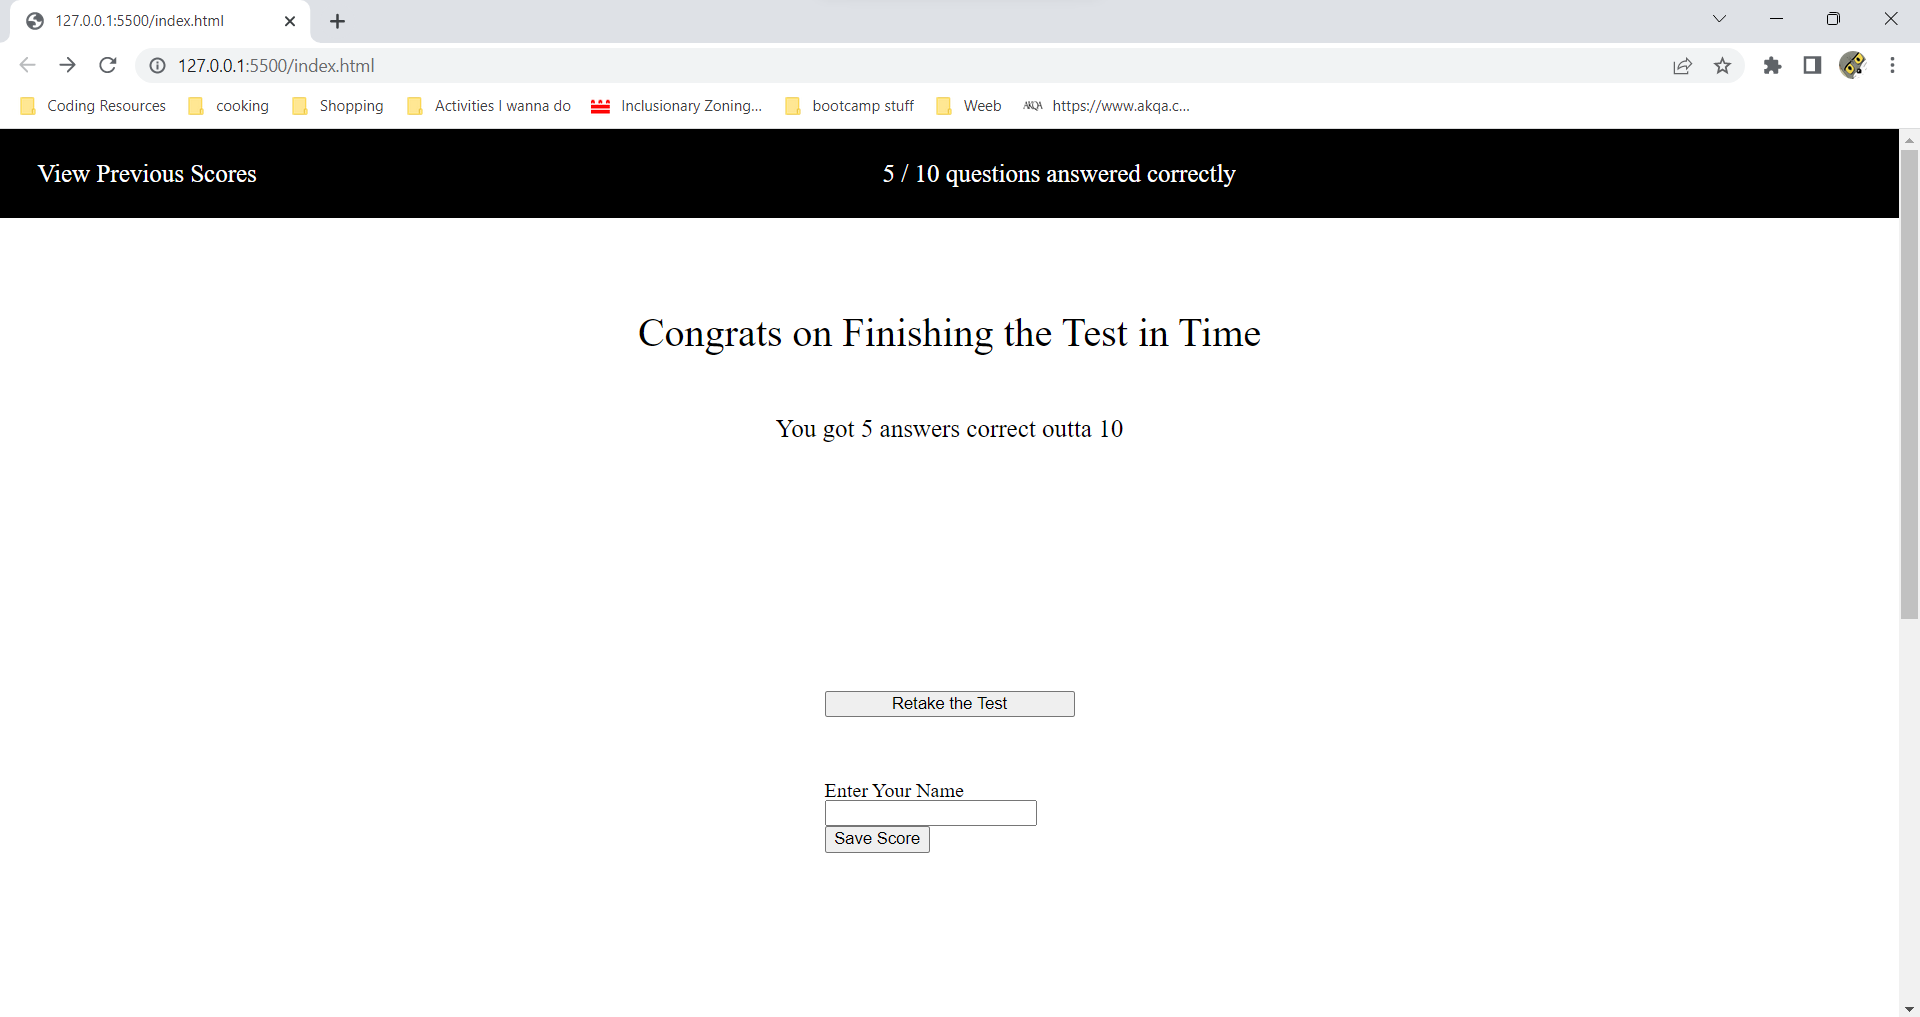 127.0.0.1:5500/index.html
127.0.0.1:5500/index.html
Coding Resources cooking Shopping Activities I wanna do Inclusionary Zoning... bootcamp stuff Weeb AKQA https://www.akqa.c...
View Previous Scores 5 / 10 questions answered correctly
Congrats on Finishing the Test in Time
You got 5 answers correct outta 10
Retake the Test
Enter Your Name
Save Score